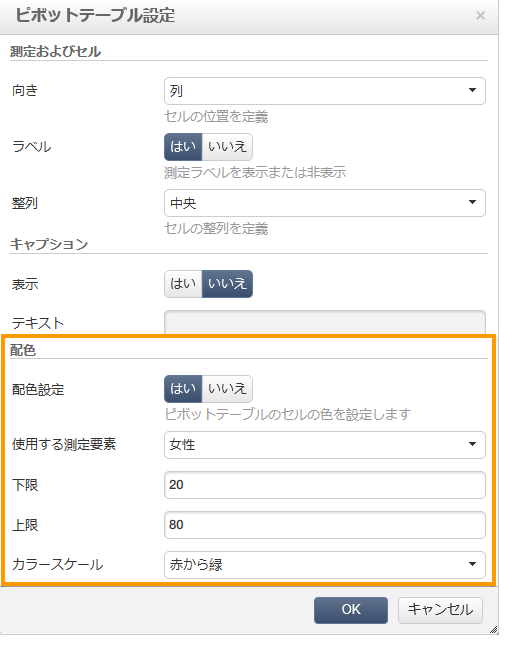 ピボットテーブル設定 ×
測定およびセル
向き 列
セルの位置を定義
ラベル はい いいえ
測定ラベルを表示または非表示
整列 中央
セルの整列を定義
キャプション
表示 はい いいえ
テキスト
配色
配色設定 はい いいえ
ピボットテーブルのセルの色を設定します
使用する測定要素 女性
下限 20
上限 80
カラースケール 赤から緑
OK キャンセル